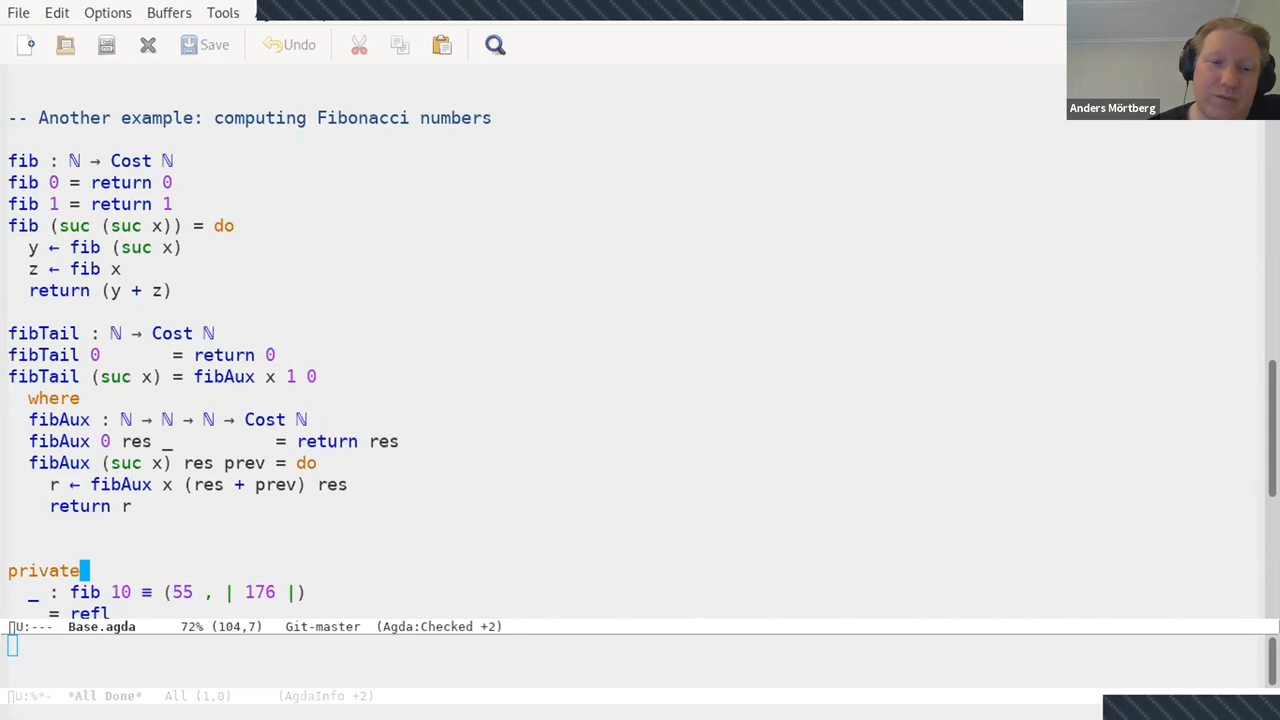 File Edit Options Buffers Tools
Save Undo
Anders Mörtberg
-- Another example: computing Fibonacci numbers
fib : ℕ → Cost ℕ
fib 0 = return 0
fib 1 = return 1
fib (suc (suc x)) = do
y ← fib (suc x)
z ← fib x
return (y + z)
fibTail : ℕ → Cost ℕ
fibTail 0 = return 0
fibTail (suc x) = fibAux x 1 0
where
fibAux : ℕ → ℕ → ℕ → Cost ℕ
fibAux 0 res _ = return res
fibAux (suc x) res prev = do
r ← fibAux x (res + prev) res
return r
private
_ : fib 10 ≡ (55 , ∣ 176 ∣)
= refl
U:--- Base.agda 72% (104,7) Git-master (Agda:Checked +2)
U:%*- *All Done* All (1,0) (AgdaInfo +2)